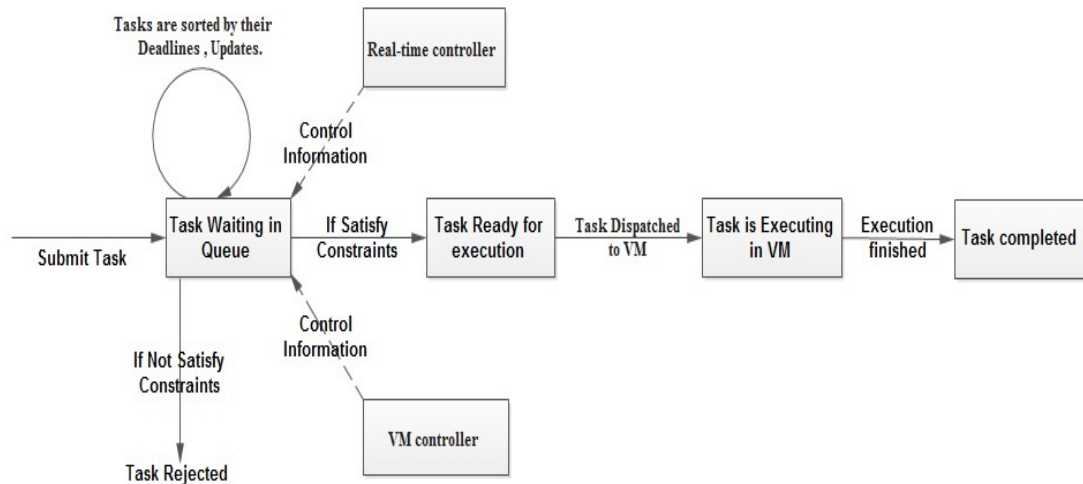 Tasks are sorted by their
Deadlines , Updates.
Real-time controller
Control
Information
Submit Task
Task Waiting in
Queue
If Satisfy
Constraints
Task Ready for
execution
Task Dispatched
to VM
Task is Executing
in VM
Execution
finished
Task completed
Control
Information
If Not Satisfy
Constraints
VM controller
Task Rejected